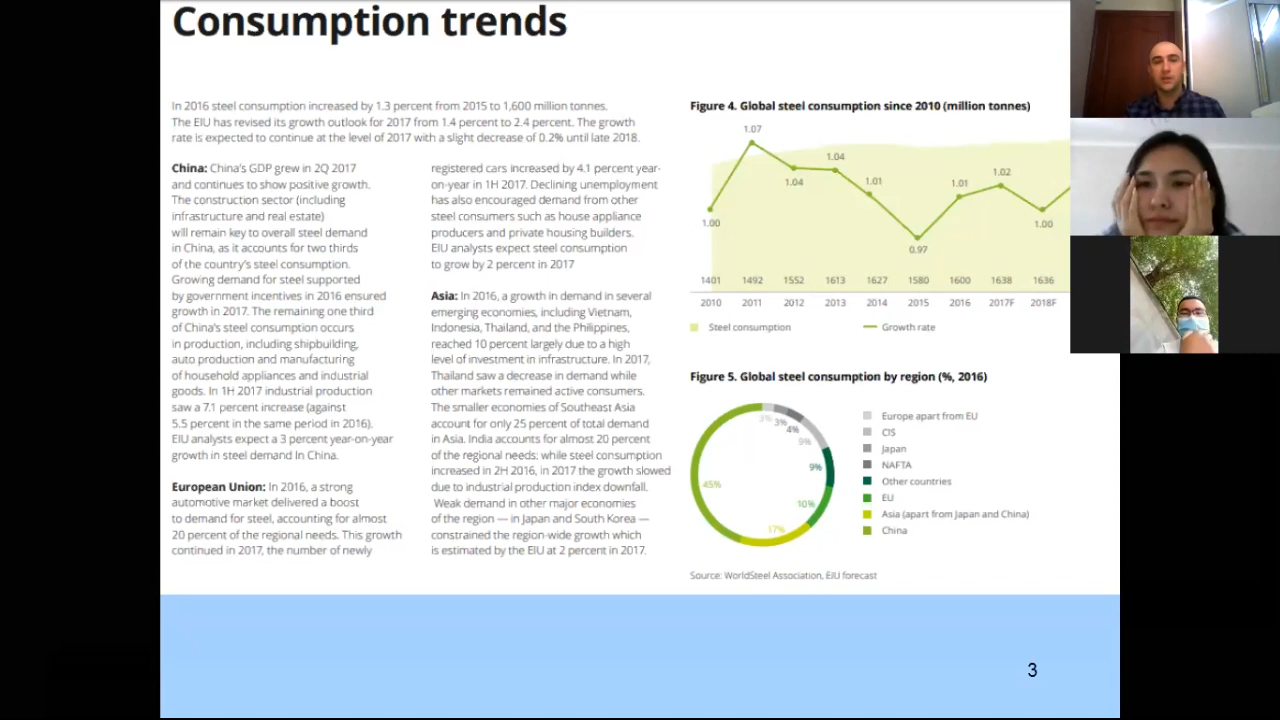 Consumption trends
In 2016 steel consumption increased by 1.3 percent from 2015 to 1,600 million tonnes.
The EIU has revised its growth outlook for 2017 from 1.4 percent to 2.4 percent. The growth
rate is expected to continue at the level of 2017 with a slight decrease of 0.2% until late 2018.
China: China's GDP grew in 2Q 2017
and continues to show positive growth.
The construction sector (including
infrastructure and real estate)
will remain key to overall steel demand
in China, as it accounts for two thirds
of the country's steel consumption.
Growing demand for steel supported
by government incentives in 2016 ensured
growth in 2017. The remaining one third
of China's steel consumption occurs
in production, including shipbuilding,
auto production and manufacturing
of household appliances and industrial
goods. In 1H 2017 industrial production
saw a 7.1 percent increase (against
5.5 percent in the same period in 2016).
EIU analysts expect a 3 percent year-on-year
growth in steel demand In China.
European Union: In 2016, a strong
automotive market delivered a boost
to demand for steel, accounting for almost
20 percent of the regional needs. This growth
continued in 2017, the number of newly
registered cars increased by 4.1 percent year-
on-year in 1H 2017. Declining unemployment
has also encouraged demand from other
steel consumers such as house appliance
producers and private housing builders.
EIU analysts expect steel consumption
to grow by 2 percent in 2017
Asia: In 2016, a growth in demand in several
emerging economies, including Vietnam,
Indonesia, Thailand, and the Philippines,
reached 10 percent largely due to a high
level of investment in infrastructure. In 2017,
Thailand saw a decrease in demand while
other markets remained active consumers.
The smaller economies of Southeast Asia
account for only 25 percent of total demand
in Asia. India accounts for almost 20 percent
of the regional needs: while steel consumption
increased in 2H 2016, in 2017 the growth slowed
due to industrial production index downfall.
Weak demand in other major economies
of the region — in Japan and South Korea —
constrained the region-wide growth which
is estimated by the EIU at 2 percent in 2017.
Figure 4. Global steel consumption since 2010 (million tonnes)
1.00 1.07 1.04 1.04 1.01 0.97 1.01 1.02 1.00
1401 1492 1552 1613 1627 1580 1600 1638 1636
2010 2011 2012 2013 2014 2015 2016 2017F 2018F
Steel consumption Growth rate
Figure 5. Global steel consumption by region (%, 2016)
3%
3%
4%
9%
9%
10%
17%
45%
Europe apart from EU
CIS
Japan
NAFTA
Other countries
EU
Asia (apart from Japan and China)
China
Source: WorldSteel Association, EIU forecast
3